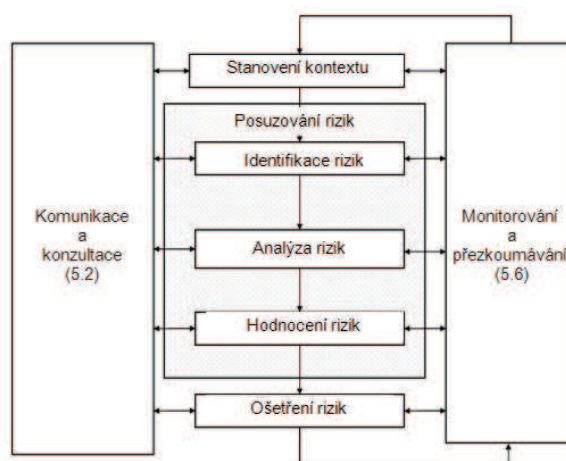 Stanovení kontextu
Posuzování rizik
Identifikace rizik
Komunikace
a
konzultace
(5.2)
Analýza rizik
Monitorování
a
přezkoumávání
(5.6)
Hodnocení rizik
Ošetření rizik